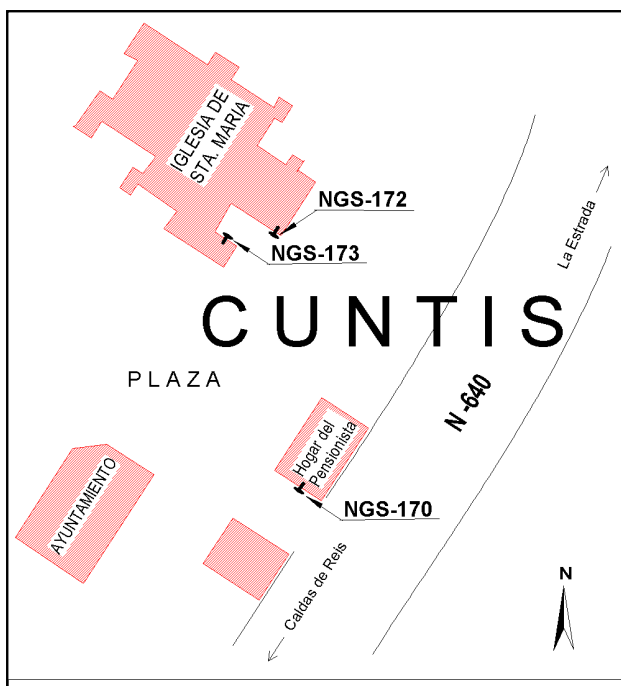 IGLESIA DE
STA. MARIA
NGS-172
NGS-173
La Estrada
CUNTIS
PLAZA
N -640
Hogar del
Pensionista
AYUNTAMIENTO
NGS-170
Caldas de Reis
N